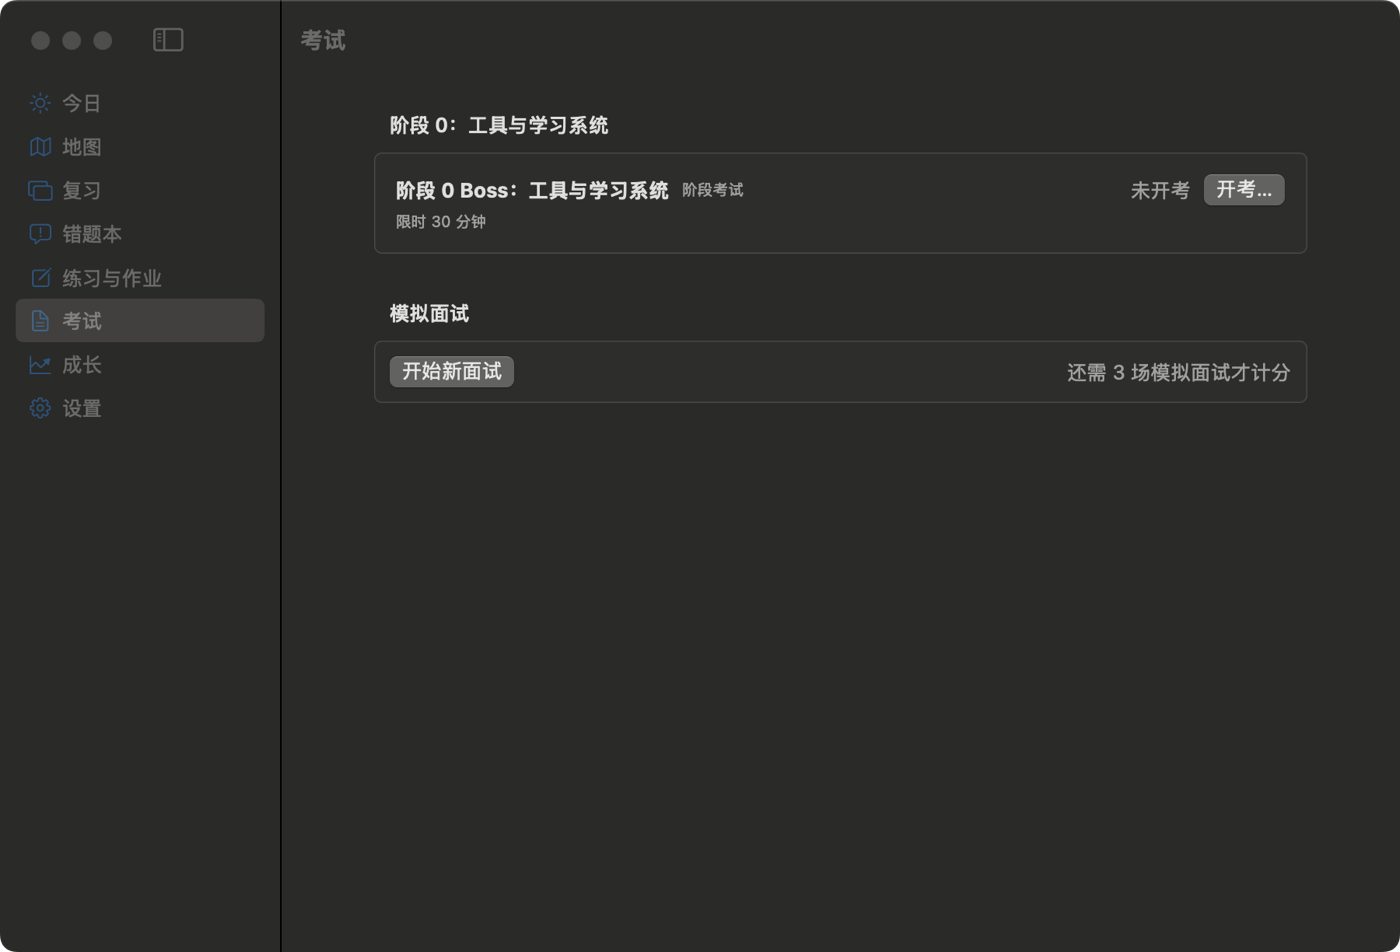 考试
今日
地图
复习
错题本
练习与作业
考试
成长
设置
阶段 0：工具与学习系统
阶段 0 Boss：工具与学习系统 阶段考试
限时 30 分钟
未开考 开考...
模拟面试
开始新面试 还需 3 场模拟面试才计分